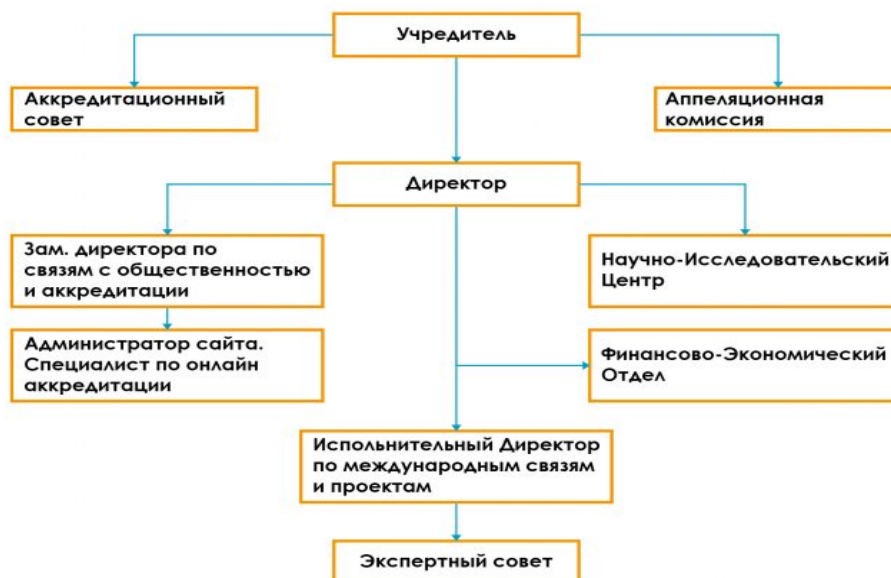 Учредитель
Аккредитационный
совет
Аппеляционная
комиссия
Директор
Зам. директора по
связям с общественностью
и аккредитации
Научно-Исследовательский
Центр
Администратор сайта.
Специалист по онлайн
аккредитации
Финансово-Экономический
Отдел
Испольнительный Директор
по международным связям
и проектам
Экспертный совет